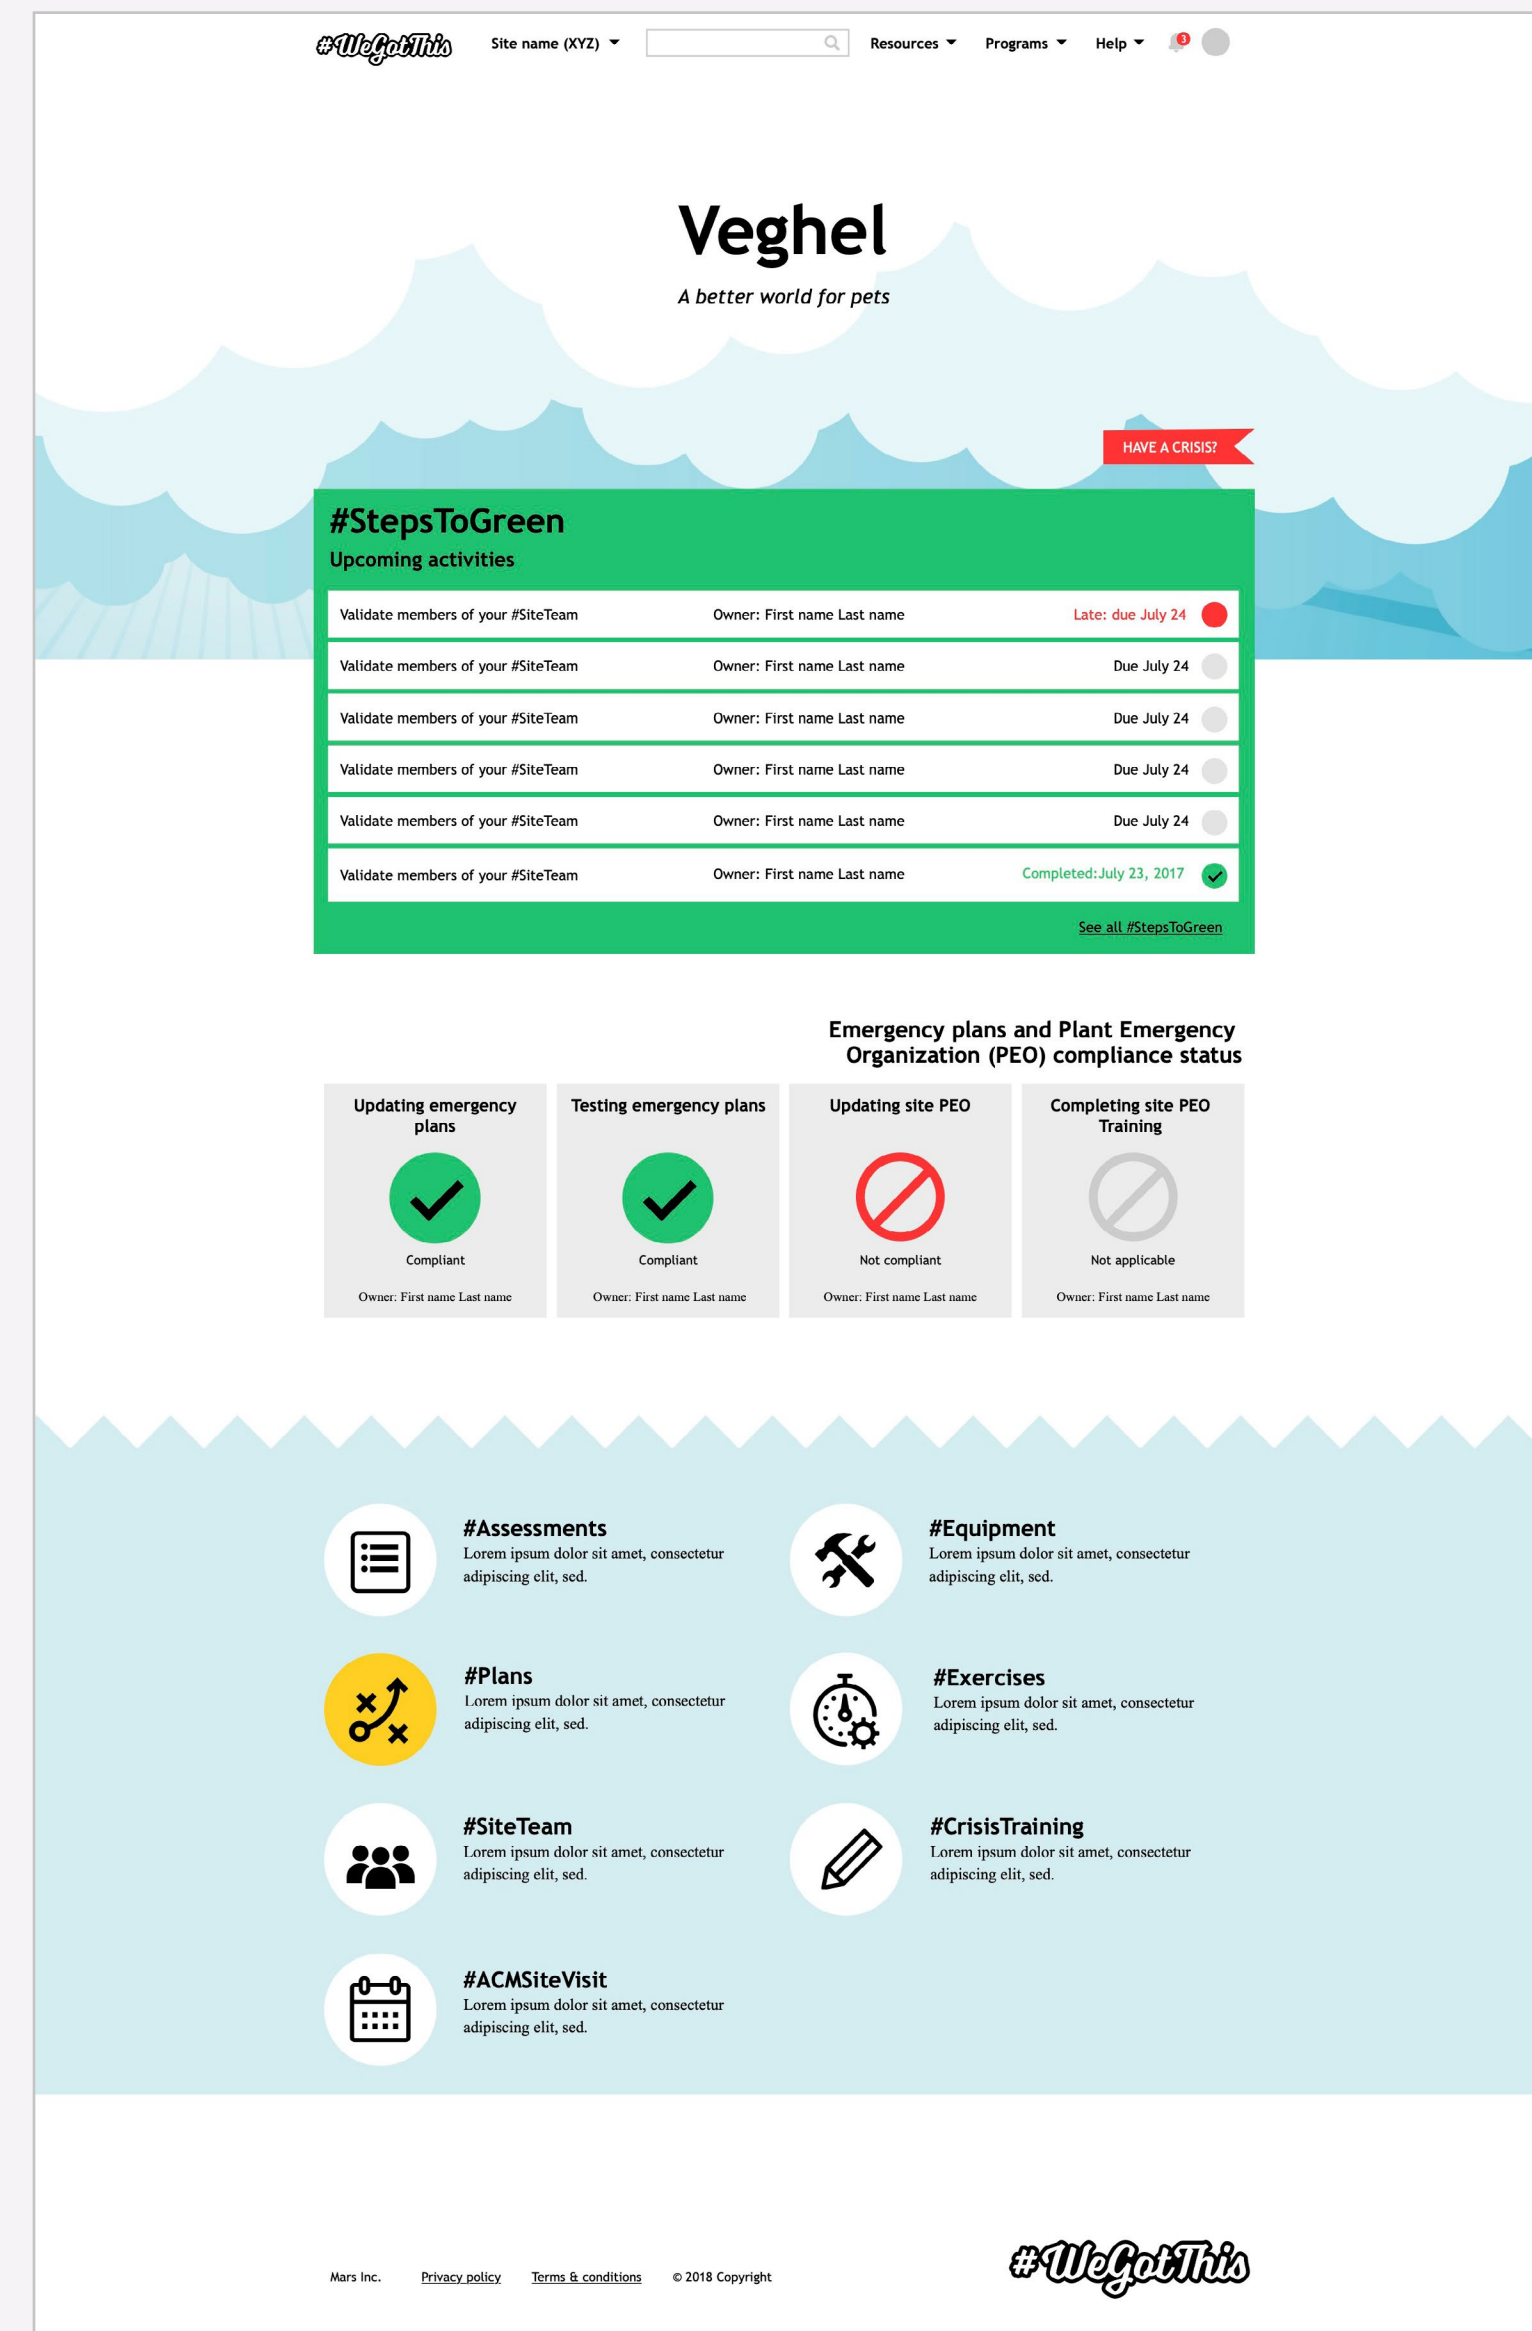 #WeGotThis
Site name (XYZ)
Resources
Programs
Help
3
Veghel
A better world for pets
HAVE A CRISIS?
#StepsToGreen
Upcoming activities
Validate members of your #SiteTeam Owner: First name Last name Late: due July 24
Validate members of your #SiteTeam Owner: First name Last name Due July 24
Validate members of your #SiteTeam Owner: First name Last name Due July 24
Validate members of your #SiteTeam Owner: First name Last name Due July 24
Validate members of your #SiteTeam Owner: First name Last name Due July 24
Validate members of your #SiteTeam Owner: First name Last name Completed:July 23, 2017
See all #StepsToGreen
Emergency plans and Plant Emergency
Organization (PEO) compliance status
Updating emergency
plans
Compliant
Owner: First name Last name
Testing emergency plans
Compliant
Owner: First name Last name
Updating site PEO
Not compliant
Owner: First name Last name
Completing site PEO
Training
Not applicable
Owner: First name Last name
#Assessments
Lorem ipsum dolor sit amet, consectetur
adipiscing elit, sed.
#Equipment
Lorem ipsum dolor sit amet, consectetur
adipiscing elit, sed.
#Plans
Lorem ipsum dolor sit amet, consectetur
adipiscing elit, sed.
#Exercises
Lorem ipsum dolor sit amet, consectetur
adipiscing elit, sed.
#SiteTeam
Lorem ipsum dolor sit amet, consectetur
adipiscing elit, sed.
#CrisisTraining
Lorem ipsum dolor sit amet, consectetur
adipiscing elit, sed.
#ACMSiteVisit
Lorem ipsum dolor sit amet, consectetur
adipiscing elit, sed.
Mars Inc. Privacy policy Terms & conditions © 2018 Copyright
#WeGotThis